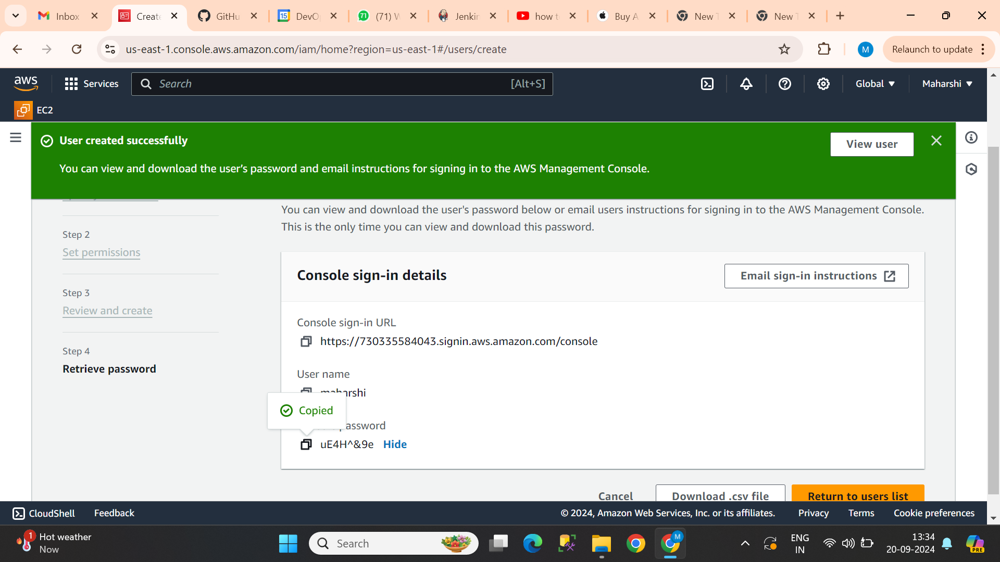 Inbox
Create
GitHu
15
DevO
71
(71) W
Jenkin
how t
Buy A
New T
New T
us-east-1.console.aws.amazon.com/iam/home?region=us-east-1#/users/create
M
Relaunch to update
aws
Services
Search
[Alt+S]
Global
Maharshi
EC2
User created successfully
You can view and download the user's password and email instructions for signing in to the AWS Management Console.
View user
Step 2
Set permissions
Step 3
Review and create
Step 4
Retrieve password
You can view and download the user's password below or email users instructions for signing in to the AWS Management Console.
This is the only time you can view and download this password.
Console sign-in details
Email sign-in instructions
Console sign-in URL
https://730335584043.signin.aws.amazon.com/console
User name
maharshi
Copied
password
uE4H^&9e Hide
Cancel
Download .csv file
Return to users list
CloudShell
Feedback
© 2024, Amazon Web Services, Inc. or its affiliates.
Privacy
Terms
Cookie preferences
1
Hot weather
Now
Search
M
ENG
IN
13:34
20-09-2024
PRE